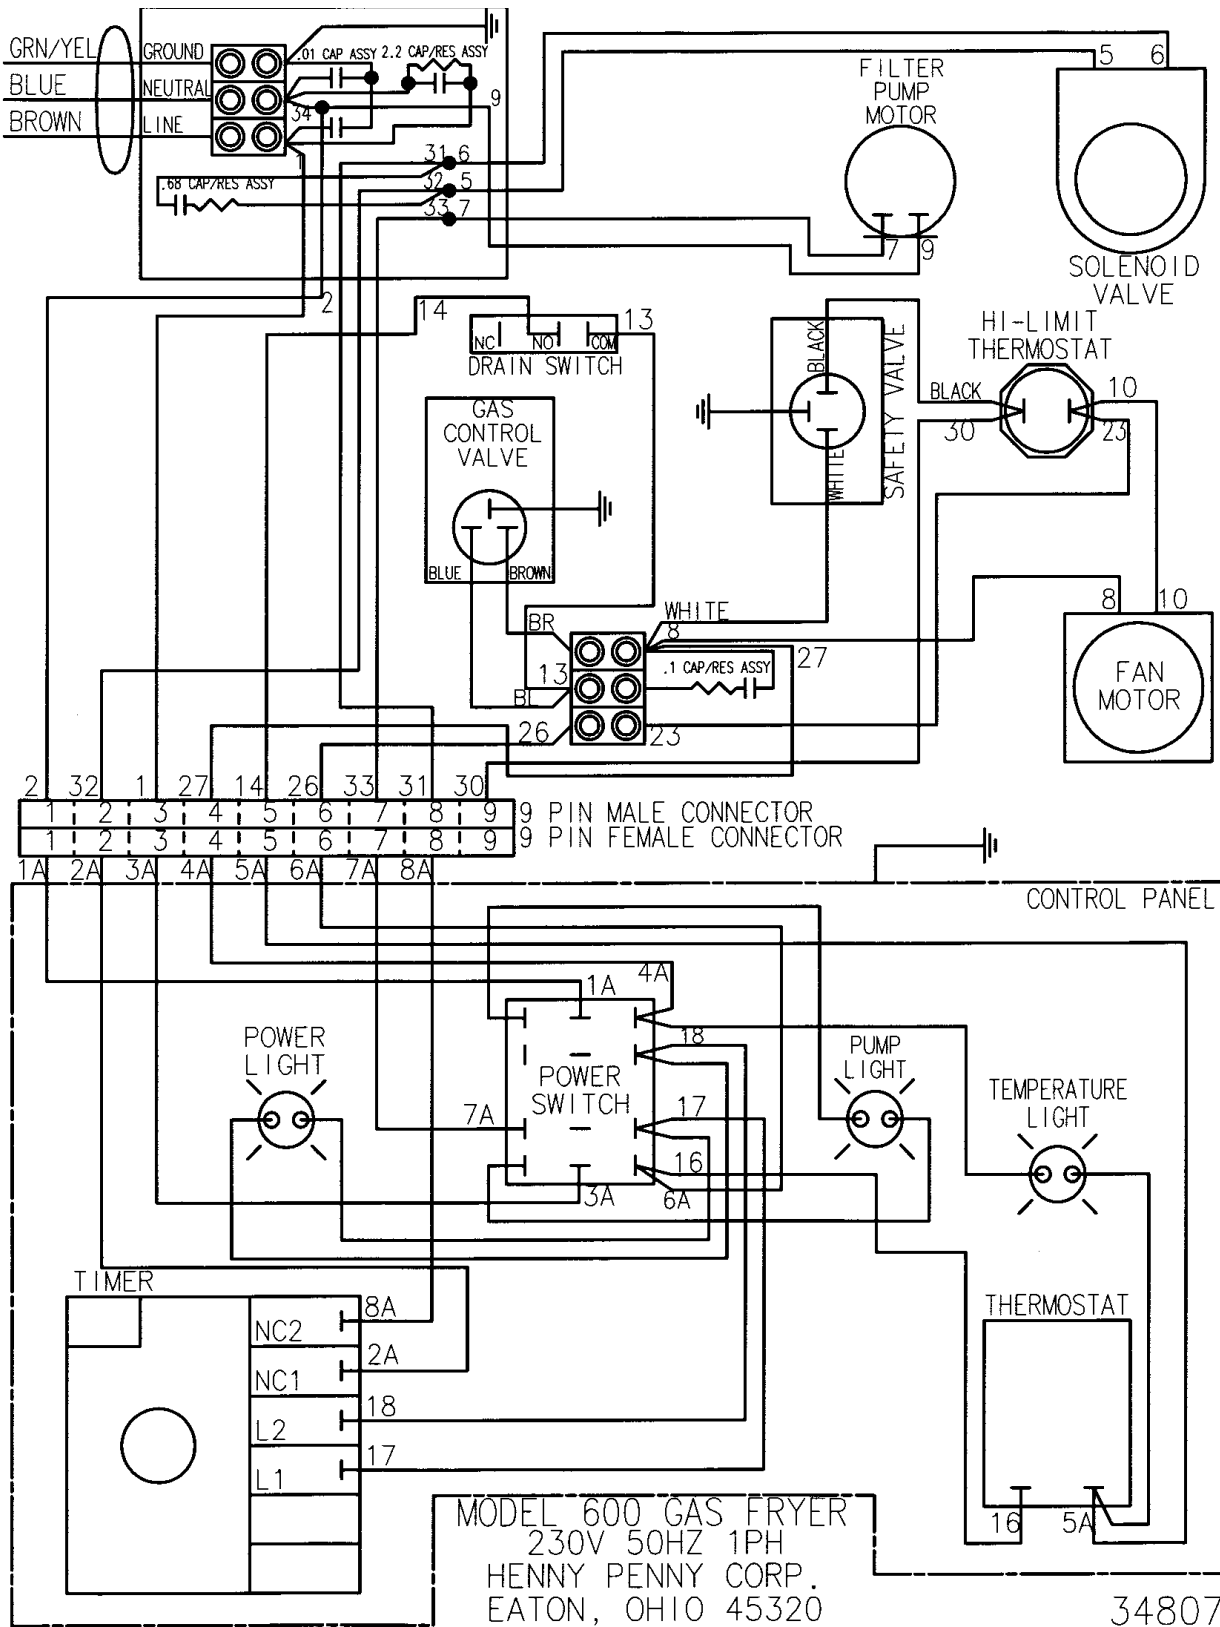 GRN/YEL
GROUND
.01 CAP ASSY
2.2 CAP/RES ASSY
BLUE
NEUTRAL
34
9
BROWN
LINE
1
FILTER
PUMP
MOTOR
5
6
31 6
32 5
33 7
.68 CAP/RES ASSY
7
9
SOLENOID
VALVE
2
14
13
NC
NO
COM
DRAIN SWITCH
BLACK
SAFETY VALVE
WHITE
HI-LIMIT
THERMOSTAT
BLACK
30
10
23
GAS
CONTROL
VALVE
BLUE
BROWN
BR
WHITE
8
27
13
.1 CAP/RES ASSY
BL
26
23
8
10
FAN
MOTOR
2 32 1 27 14 26 33 31 30
1 2 3 4 5 6 7 8 9
9 PIN MALE CONNECTOR
1 2 3 4 5 6 7 8 9
9 PIN FEMALE CONNECTOR
1A 2A 3A 4A 5A 6A 7A 8A
CONTROL PANEL
4A
1A
18
POWER
LIGHT
POWER
SWITCH
7A
17
16
3A
6A
PUMP
LIGHT
TEMPERATURE
LIGHT
TIMER
8A
NC2
2A
NC1
18
L2
17
L1
THERMOSTAT
16
5A
MODEL 600 GAS FRYER
230V 50HZ 1PH
HENNY PENNY CORP.
EATON, OHIO 45320
34807